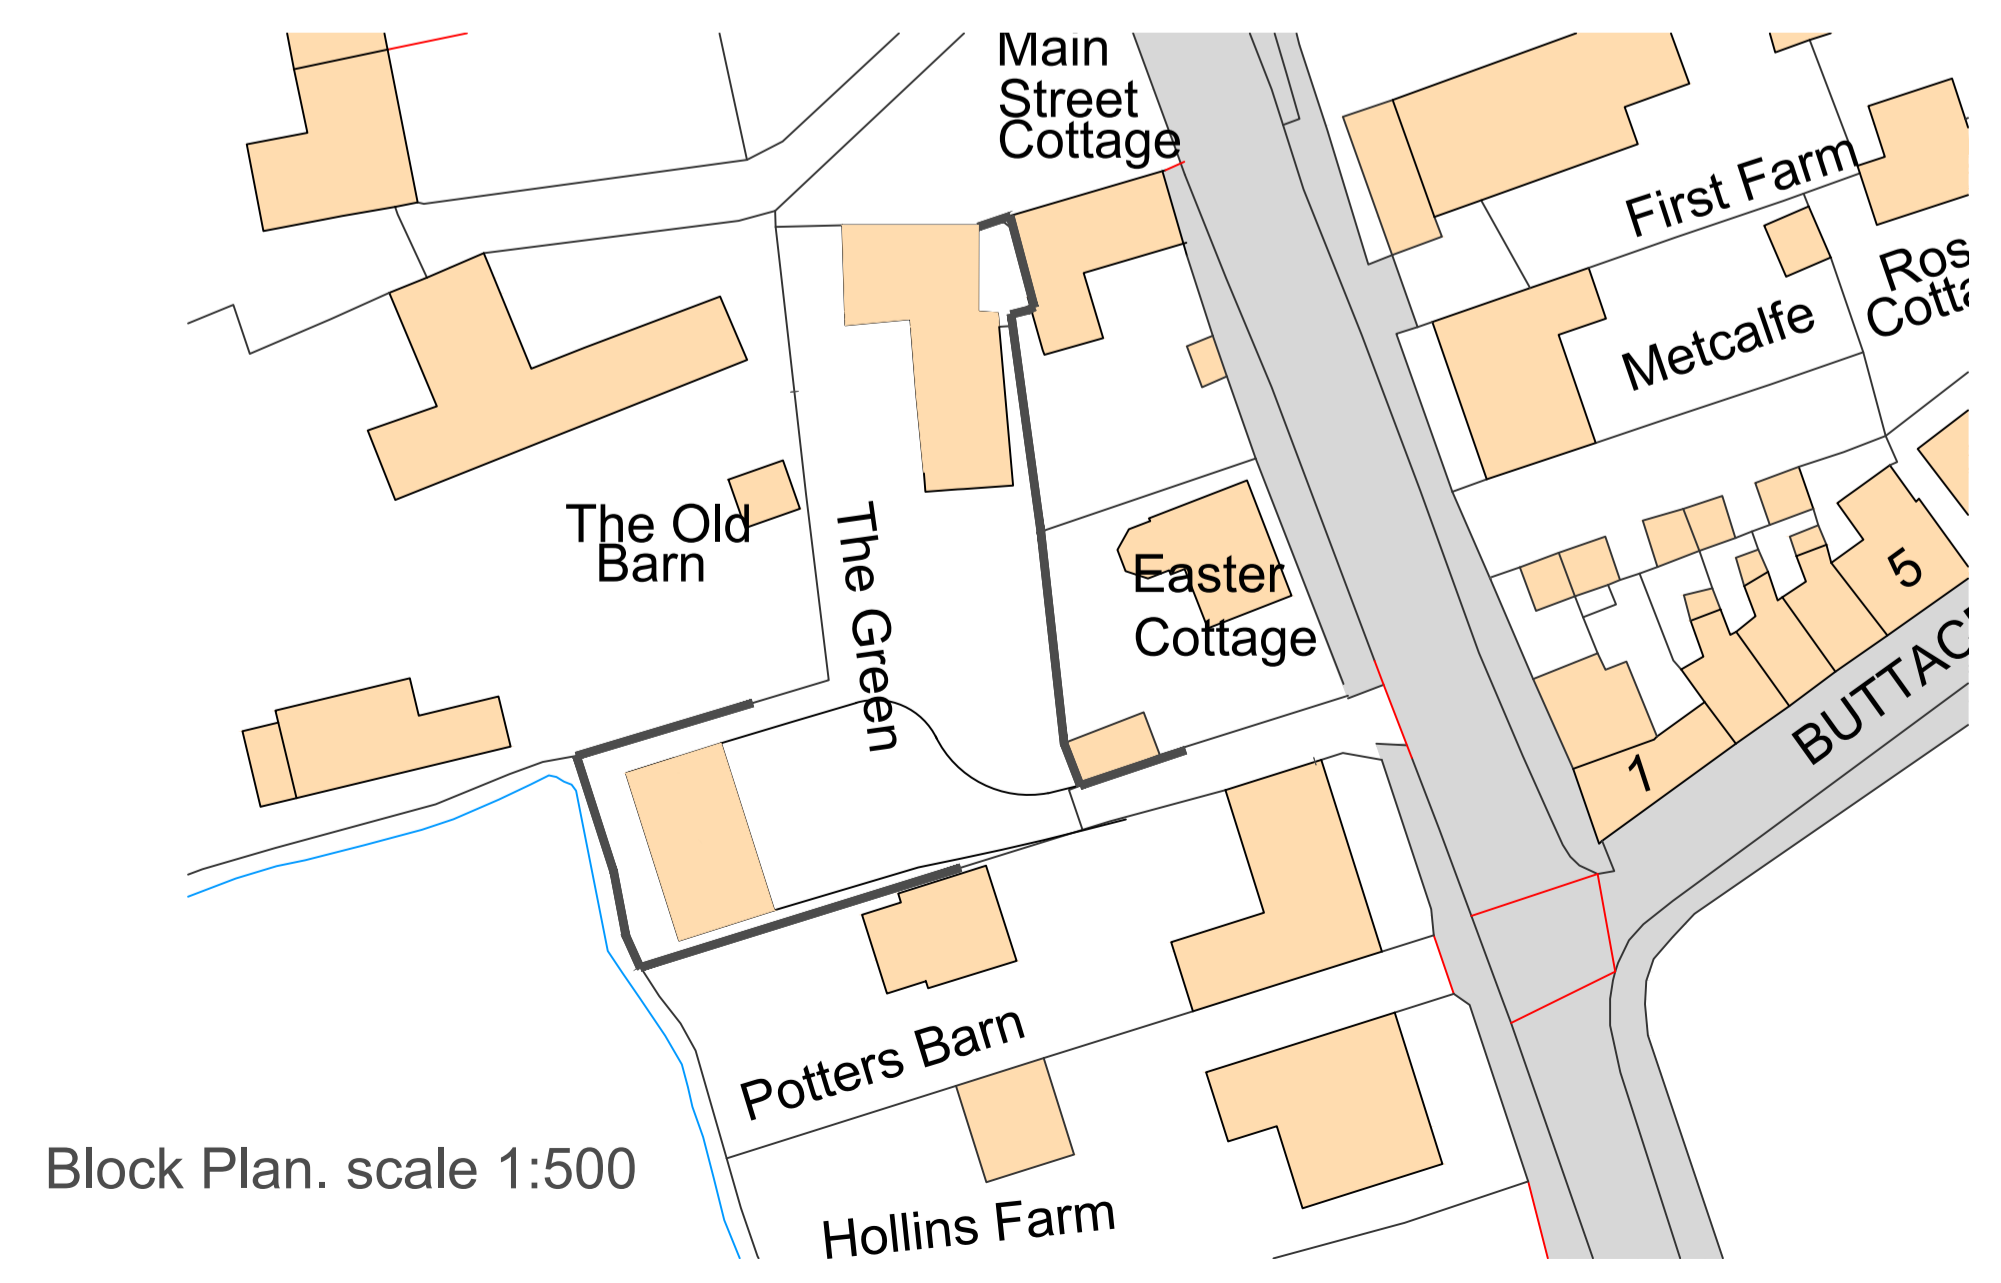 Main
Street
Cottage
First Farm
Metcalfe
The Old
Barn
The Green
Easter
Cottage
5
1
Potters Barn
Hollins Farm
Block Plan. scale 1:500